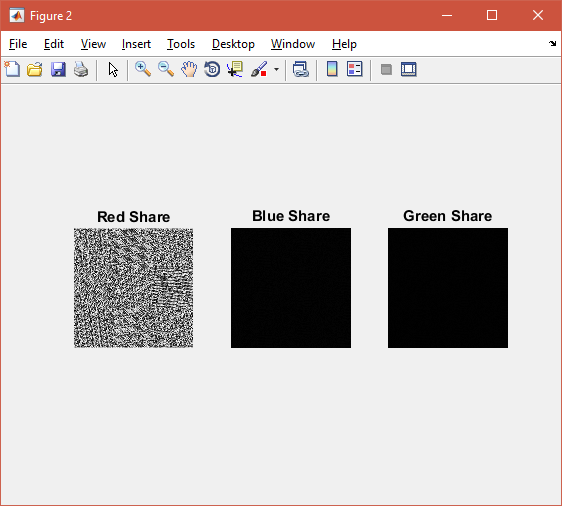 Figure 2
File Edit View Insert Tools Desktop Window Help
Red Share Blue Share Green Share